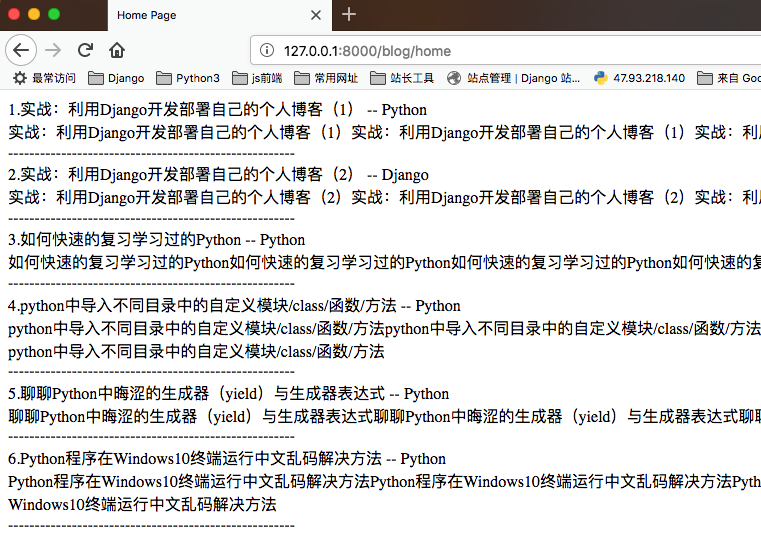 Home Page
127.0.0.1:8000/blog/home
最常访问 Django Python3 js前端 常用网址 站长工具 站点管理 | Django 站... 47.93.218.140 来自 Goo
1.实战：利用Django开发部署自己的个人博客（1） -- Python
实战：利用Django开发部署自己的个人博客（1）实战：利用Django开发部署自己的个人博客（1）实战：利
------------------------------------------------------
2.实战：利用Django开发部署自己的个人博客（2） -- Django
实战：利用Django开发部署自己的个人博客（2）实战：利用Django开发部署自己的个人博客（2）实战：利
------------------------------------------------------
3.如何快速的复习学习过的Python -- Python
如何快速的复习学习过的Python如何快速的复习学习过的Python如何快速的复习学习过的Python如何快速的复
------------------------------------------------------
4.python中导入不同目录中的自定义模块/class/函数/方法 -- Python
python中导入不同目录中的自定义模块/class/函数/方法python中导入不同目录中的自定义模块/class/函数/方法
python中导入不同目录中的自定义模块/class/函数/方法
------------------------------------------------------
5.聊聊Python中晦涩的生成器（yield）与生成器表达式 -- Python
聊聊Python中晦涩的生成器（yield）与生成器表达式聊聊Python中晦涩的生成器（yield）与生成器表达式聊聊
------------------------------------------------------
6.Python程序在Windows10终端运行中文乱码解决方法 -- Python
Python程序在Windows10终端运行中文乱码解决方法Python程序在Windows10终端运行中文乱码解决方法Pyth
Windows10终端运行中文乱码解决方法
------------------------------------------------------